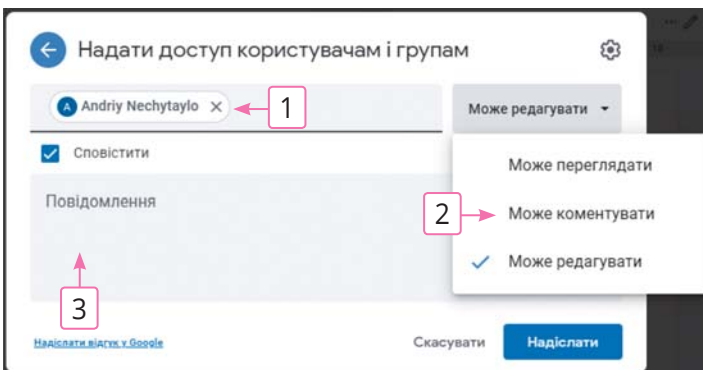 Надати доступ користувачам і групам
A Andriy Nechytaylo × 1 Може редагувати
Сповістити
Може переглядати
Повідомлення
2 Може коментувати
Може редагувати
3
Надіслати відгук у Google Скасувати Надіслати